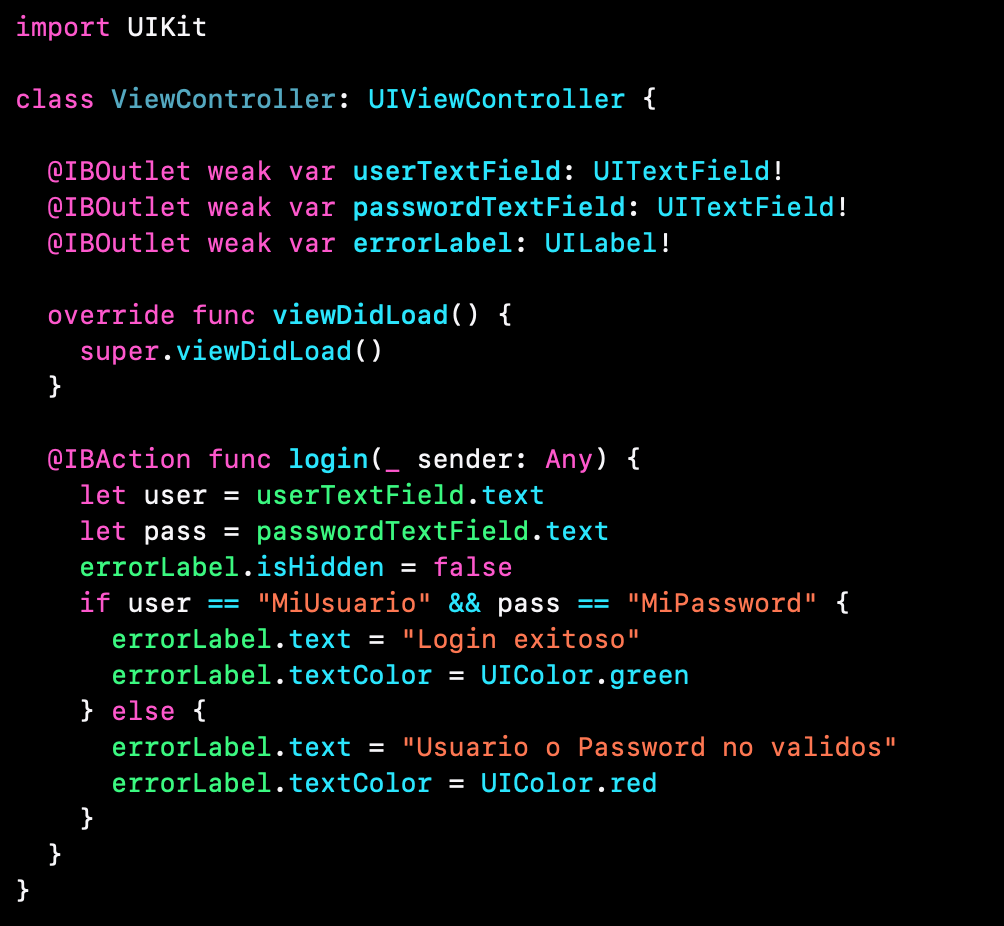 import UIKit
class ViewController: UIViewController {
@IBOutlet weak var userTextField: UITextField!
@IBOutlet weak var passwordTextField: UITextField!
@IBOutlet weak var errorLabel: UILabel!
override func viewDidLoad() {
super.viewDidLoad()
}
@IBAction func login(_ sender: Any) {
let user = userTextField.text
let pass = passwordTextField.text
errorLabel.isHidden = false
if user == "MiUsuario" && pass == "MiPassword" {
errorLabel.text = "Login exitoso"
errorLabel.textColor = UIColor.green
} else {
errorLabel.text = "Usuario o Password no validos"
errorLabel.textColor = UIColor.red
}
}
}